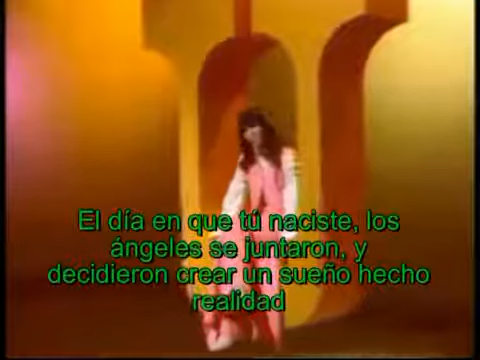 El día en que tú naciste, los
ángeles se juntaron, y
decidieron crear un sueño hecho
realidad